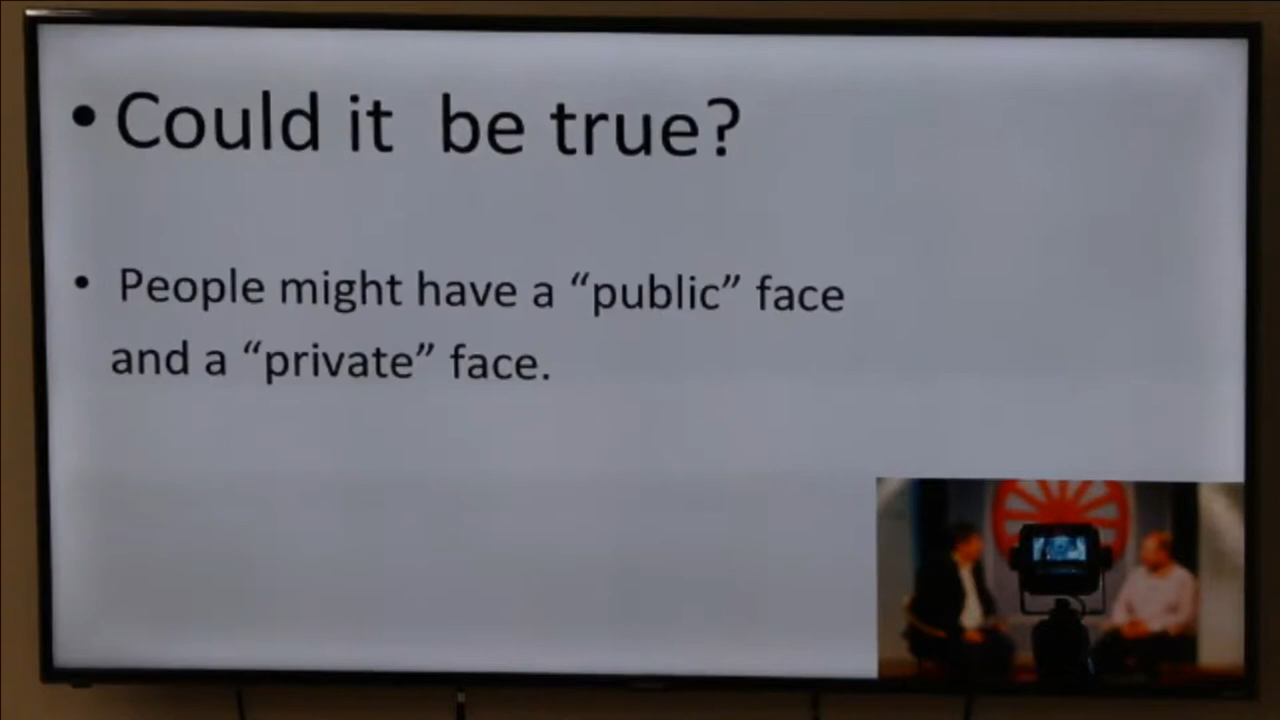 • Could it  be true?
• People might have a “public” face
and a “private” face.